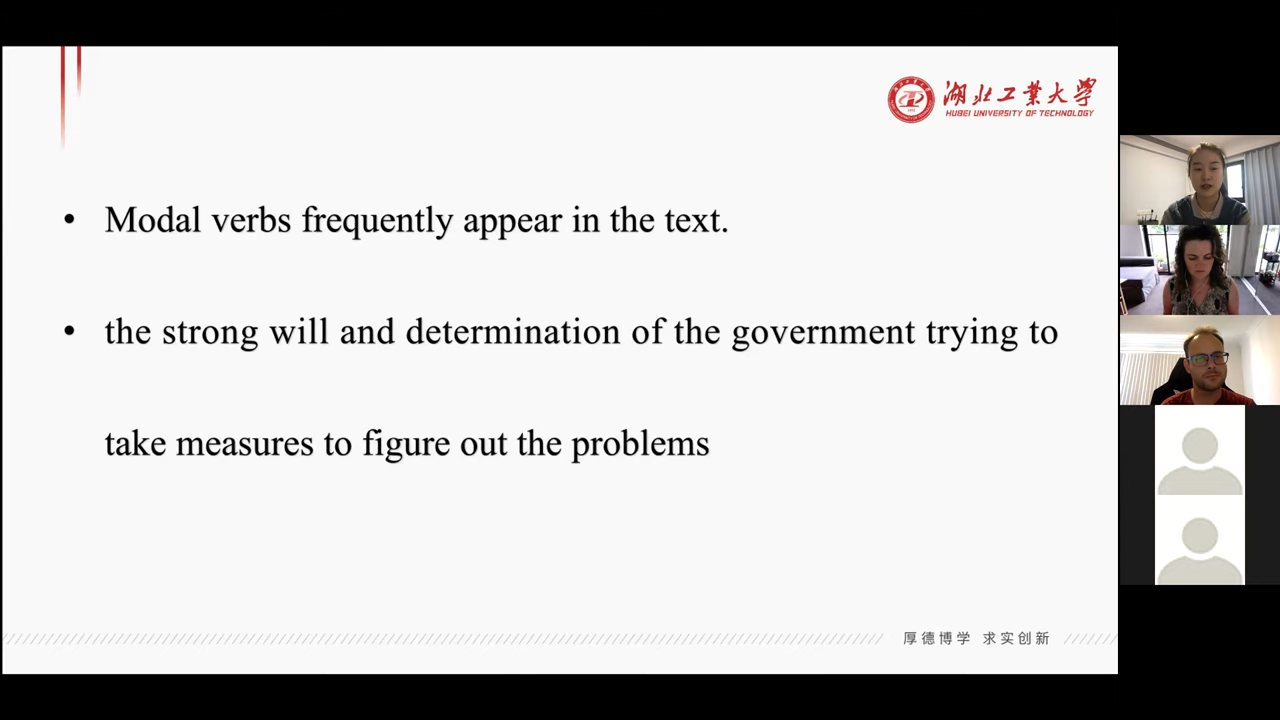 湖北工業大學
HUBEI UNIVERSITY OF TECHNOLOGY
• Modal verbs frequently appear in the text.
• the strong will and determination of the government trying to
take measures to figure out the problems
厚德博学 求实创新